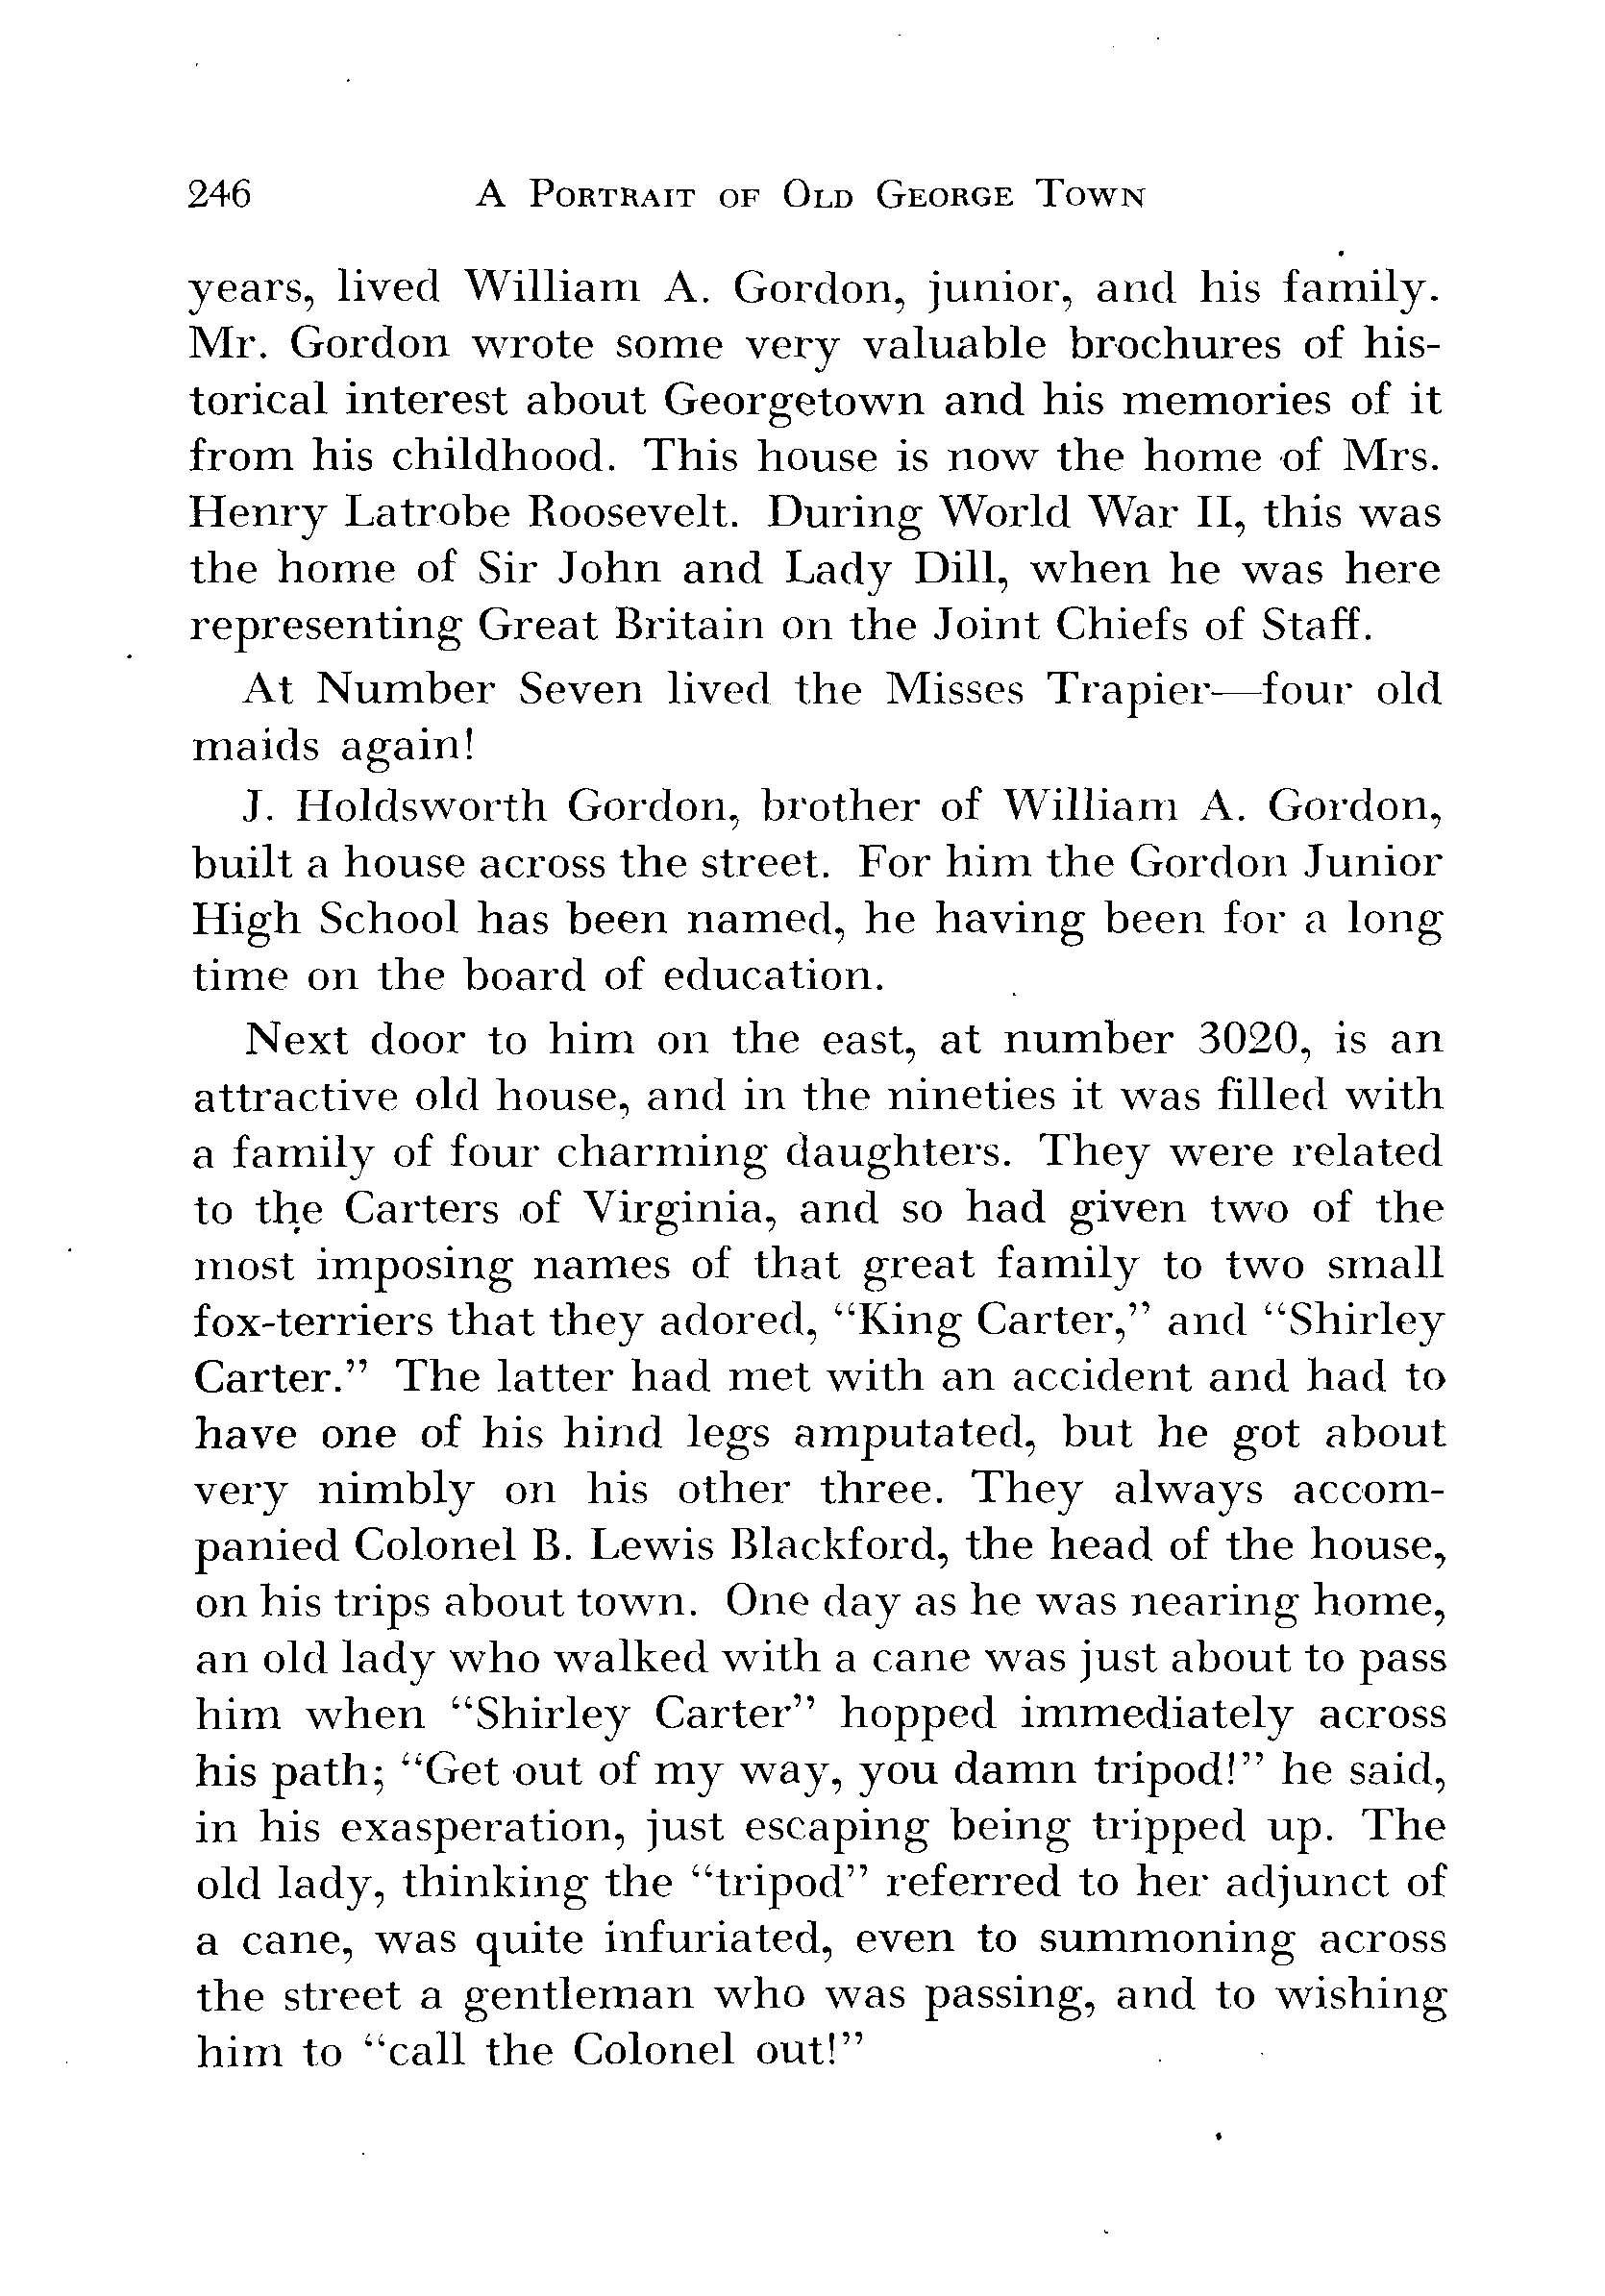 246 A Portrait of Old George Town
years, lived William A. Gordon, junior, and his family.
Mr. Gordon wrote some very valuable brochures of his-
torical interest about Georgetown and his memories of it
from his childhood. This house is now the home of Mrs.
Henry Latrobe Roosevelt. During World War II, this was
the home of Sir John and Lady Dill, when he was here
representing Great Britain on the Joint Chiefs of Staff.
At Number Seven lived the Misses Trapier—four old
maids again!
J. Holdsworth Gordon, brother of William A. Gordon,
built a house across the street. For him the Gordon Junior
High School has been named, he having been for a long
time on the board of education.
Next door to him on the east, at number 3020, is an
attractive old house, and in the nineties it was filled with
a family of four charming daughters. They were related
to the Carters of Virginia, and so had given two of the
most imposing names of that great family to two small
fox-terriers that they adored, “King Carter,” and “Shirley
Carter.” The latter had met with an accident and had to
have one of his hind legs amputated, but he got about
very nimbly on his other three. They always accom-
panied Colonel B. Lewis Blackford, the head of the house,
on his trips about town. One day as he was nearing home,
an old lady who walked with a cane was just about to pass
him when “Shirley Carter” hopped immediately across
his path; “Get out of my way, you damn tripod!” he said,
in his exasperation, just escaping being tripped up. The
old lady, thinking the “tripod” referred to her adjunct of
a cane, was quite infuriated, even to summoning across
the street a gentleman who was passing, and to wishing
him to “call the Colonel out!”